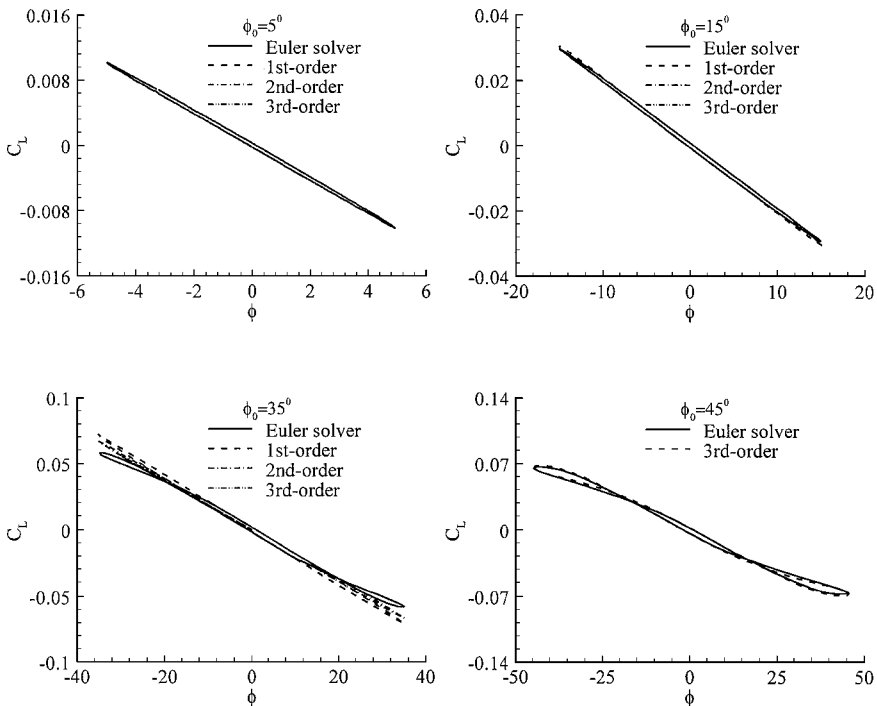 ϕ₀=5⁰
Euler solver
1st-order
2nd-order
3rd-order
C_L
0.016
0.008
0
-0.008
-0.016
-6 -4 -2 0 2 4 6
ϕ
ϕ₀=15⁰
Euler solver
1st-order
2nd-order
3rd-order
C_L
0.04
0.02
0
-0.02
-0.04
-20 -10 0 10 20
ϕ
ϕ₀=35⁰
Euler solver
1st-order
2nd-order
3rd-order
C_L
0.1
0.05
0
-0.05
-0.1
-40 -20 0 20 40
ϕ
ϕ₀=45⁰
Euler solver
3rd-order
C_L
0.14
0.07
0
-0.07
-0.14
-50 -25 0 25 50
ϕ